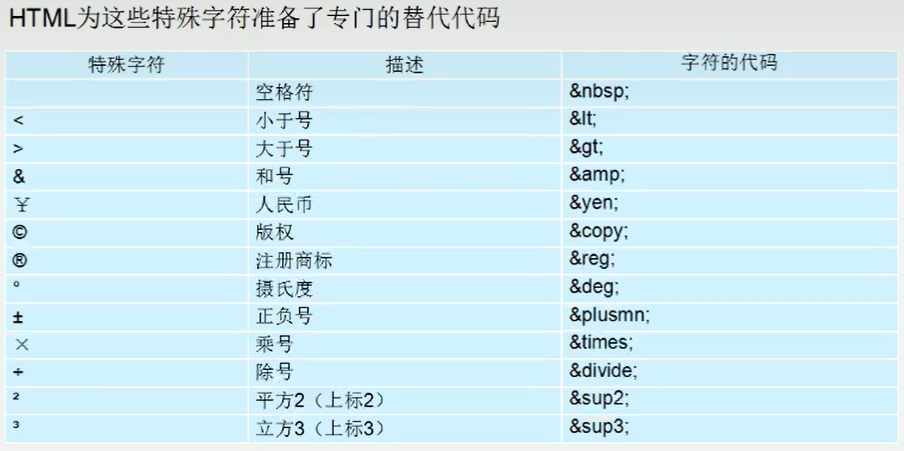 HTML为这些特殊字符准备了专门的替代代码
特殊字符 描述 字符的代码
空格符 &nbsp;
< 小于号 &lt;
> 大于号 &gt;
& 和号 &amp;
¥ 人民币 &yen;
© 版权 &copy;
® 注册商标 &reg;
° 摄氏度 &deg;
± 正负号 &plusmn;
× 乘号 &times;
÷ 除号 &divide;
² 平方2（上标2） &sup2;
³ 立方3（上标3） &sup3;